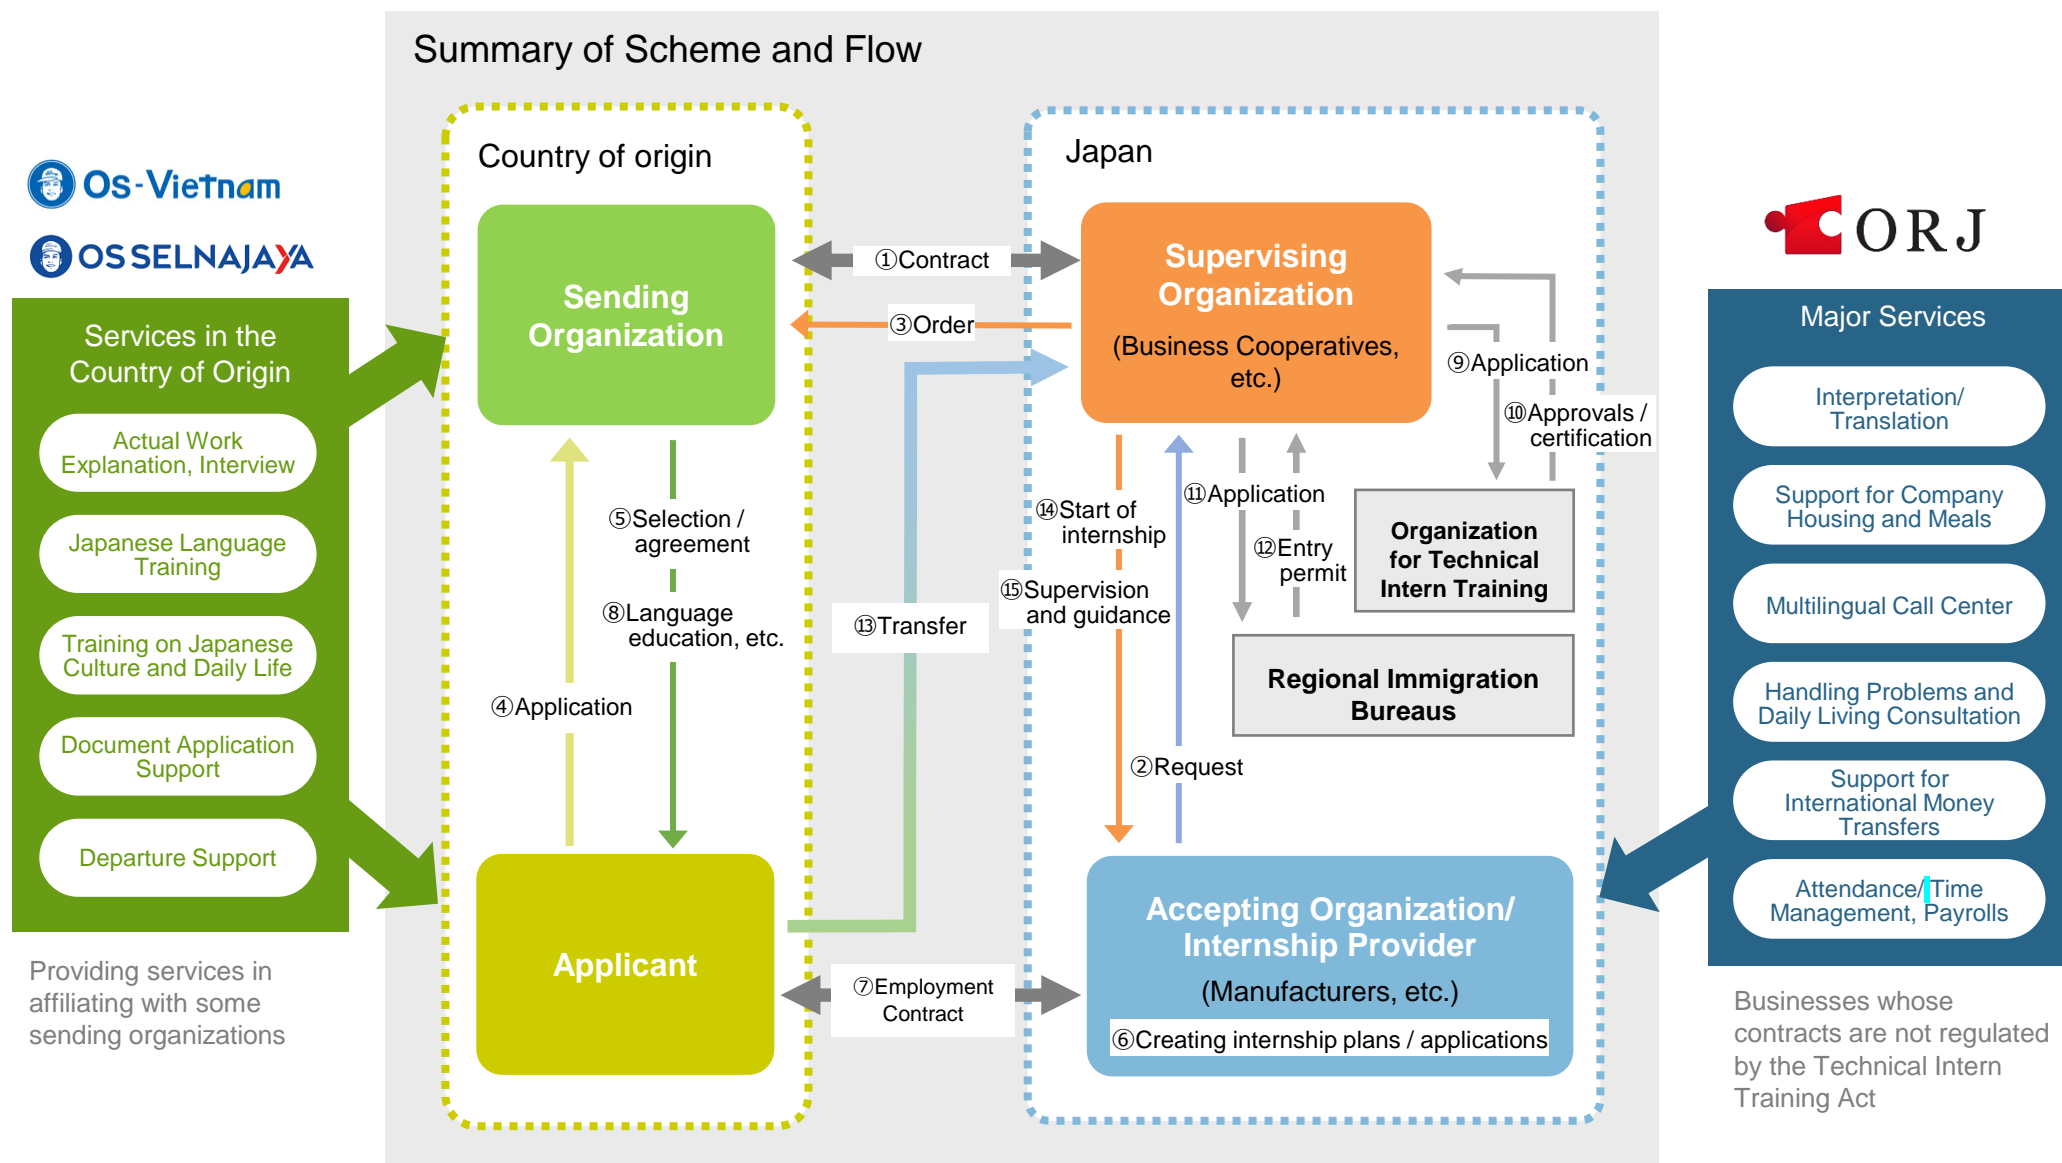 Summary of Scheme and Flow
Os-Vietnam
OS SELNAJAYA
Services in the
Country of Origin
Actual Work
Explanation, Interview
Japanese Language
Training
Training on Japanese
Culture and Daily Life
Document Application
Support
Departure Support
Providing services in
affiliating with some
sending organizations
Country of origin
Sending
Organization
④Application
⑤Selection /
agreement
⑧Language
education, etc.
Applicant
①Contract
③Order
⑬Transfer
⑦Employment
Contract
Japan
Supervising
Organization
(Business Cooperatives,
etc.)
⑨Application
⑩Approvals /
certification
⑭Start of
internship
⑮Supervision
and guidance
⑪Application
⑫Entry
permit
②Request
Organization
for Technical
Intern Training
Regional Immigration
Bureaus
Accepting Organization/
Internship Provider
(Manufacturers, etc.)
⑥Creating internship plans / applications
ORJ
Major Services
Interpretation/
Translation
Support for Company
Housing and Meals
Multilingual Call Center
Handling Problems and
Daily Living Consultation
Support for
International Money
Transfers
Attendance/ Time
Management, Payrolls
Businesses whose
contracts are not regulated
by the Technical Intern
Training Act